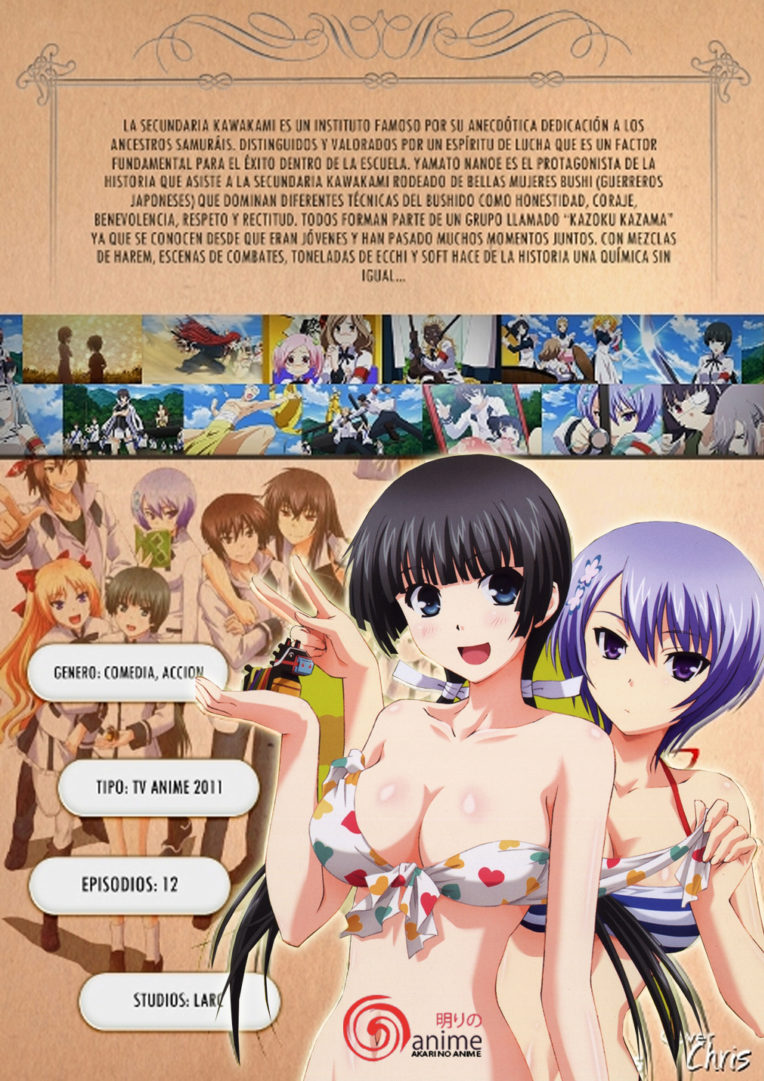 LA SECUNDARIA KAWAKAMI ES UN INSTITUTO FAMOSO POR SU ANECDÓTICA DEDICACIÓN A LOS
ANCESTROS SAMURÁIS. DISTINGUIDOS Y VALORADOS POR UN ESPÍRITU DE LUCHA QUE ES UN FACTOR
FUNDAMENTAL PARA EL ÉXITO DENTRO DE LA ESCUELA. YAMATO NANOE ES EL PROTAGONISTA DE LA
HISTORIA QUE ASISTE A LA SECUNDARIA KAWAKAMI RODEADO DE BELLAS MUJERES BUSHI (GUERREROS
JAPONESES) QUE DOMINAN DIFERENTES TÉCNICAS DEL BUSHIDO COMO HONESTIDAD, CORAJE,
BENEVOLENCIA, RESPETO Y RECTITUD. TODOS FORMAN PARTE DE UN GRUPO LLAMADO “KAZOKU KAZAMA”
YA QUE SE CONOCEN DESDE QUE ERAN JÓVENES Y HAN PASADO MUCHOS MOMENTOS JUNTOS. CON MEZCLAS
DE HAREM, ESCENAS DE COMBATES, TONELADAS DE ECCHI Y SOFT HACE DE LA HISTORIA UNA QUÍMICA SIN
IGUAL...
GENERO: COMEDIA, ACCION
TIPO: TV ANIME 2011
EPISODIOS: 12
STUDIOS: LARC
明りの
anime
AKARI NO ANIME
Chris